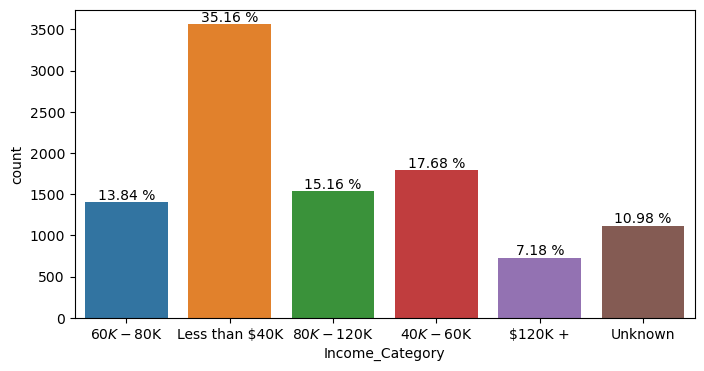 35.16 %
17.68 %
15.16 %
13.84 %
10.98 %
7.18 %
3500
3000
2500
2000
1500
1000
500
0
count
60K − 80K
Less than $40K
80K − 120K
40K − 60K
$120K +
Unknown
Income_Category